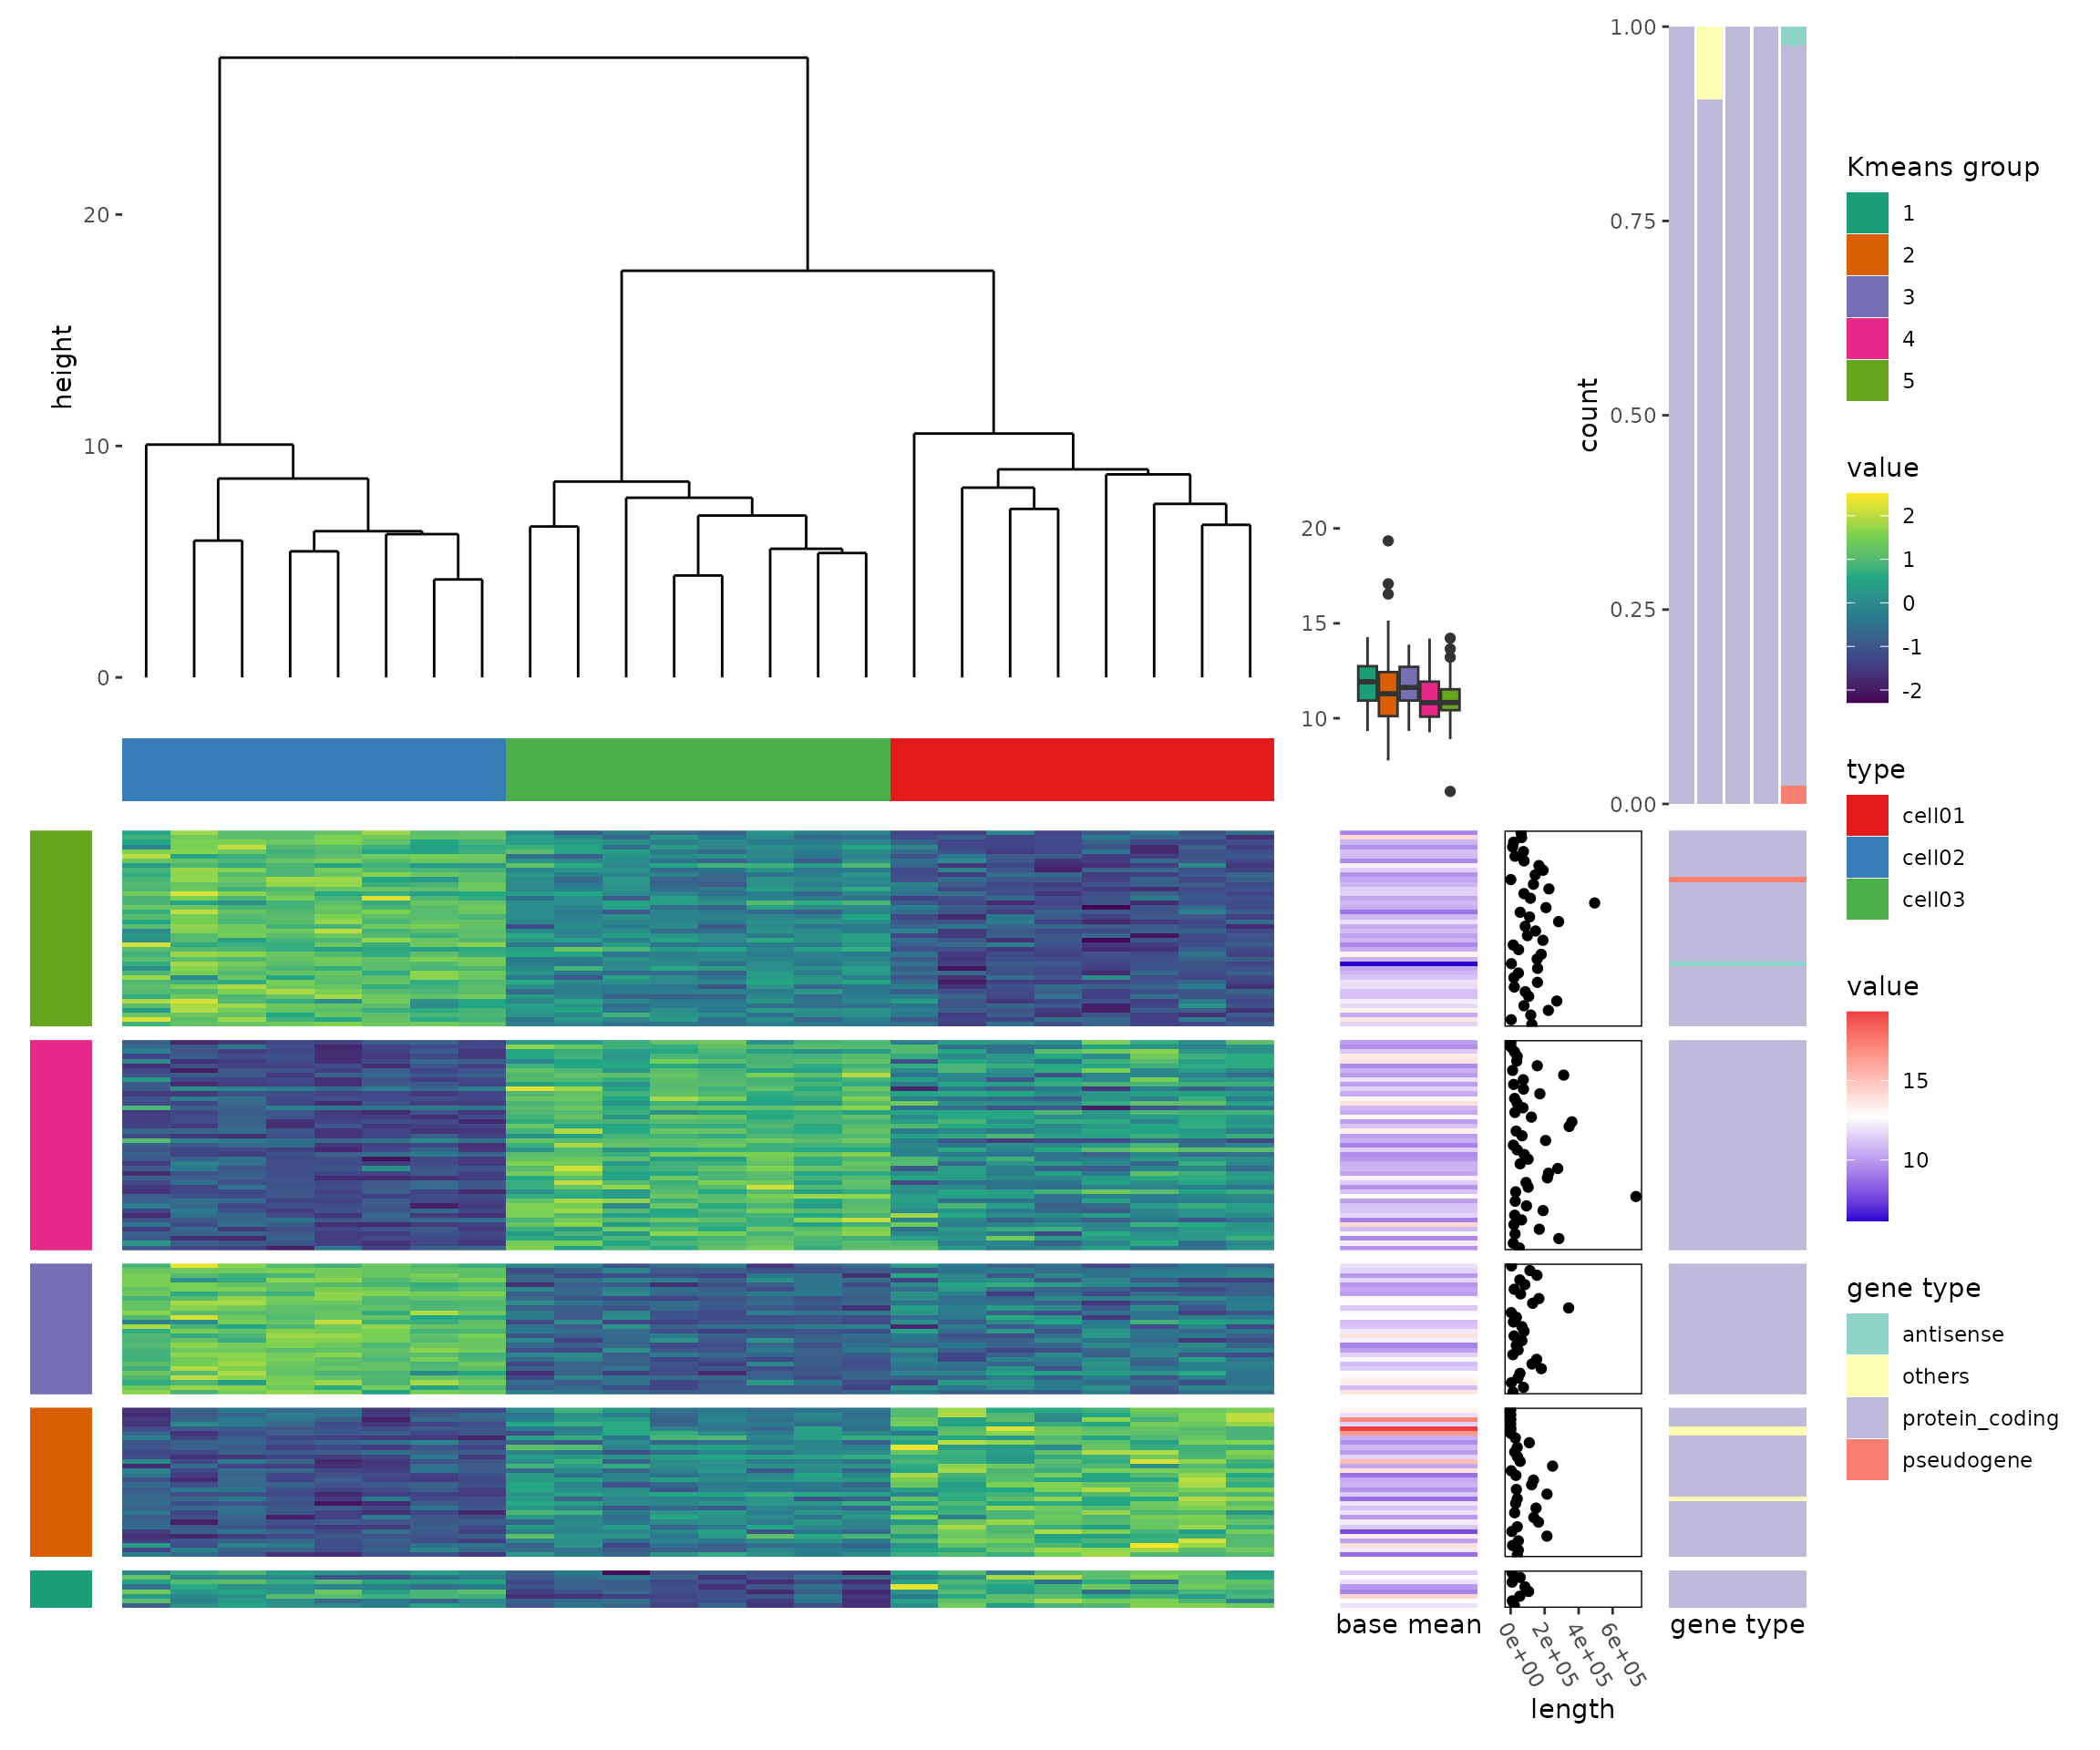 height
20
10
0
20
15
10
count
1.00
0.75
0.50
0.25
0.00
Kmeans group
1
2
3
4
5
value
2
1
0
-1
-2
type
cell01
cell02
cell03
value
15
10
gene type
antisense
others
protein_coding
pseudogene
base mean
0e+00
2e+05
4e+05
6e+05
length
gene type